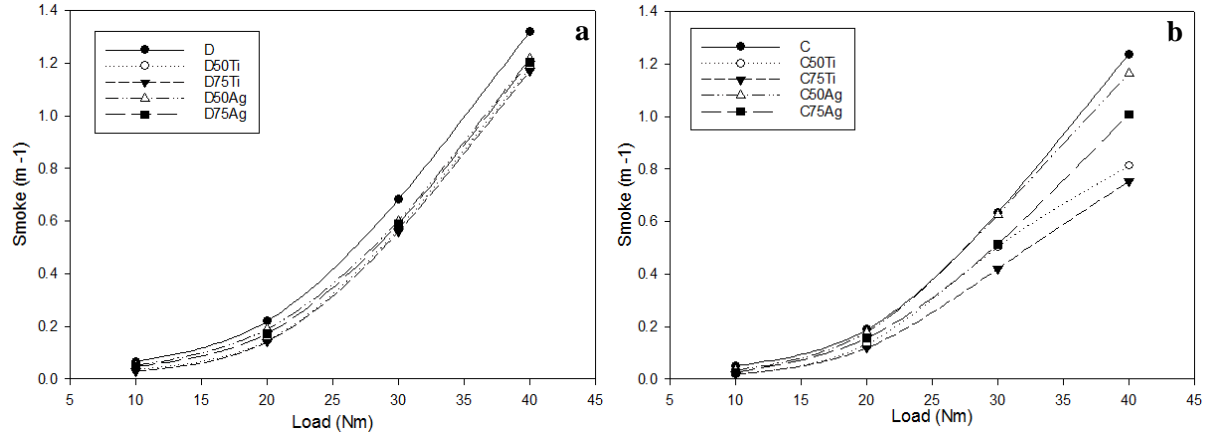 a
D
D50Ti
D75Ti
D50Ag
D75Ag
Smoke (m -1)
1.4
1.2
1.0
0.8
0.6
0.4
0.2
0.0
5 10 15 20 25 30 35 40 45
Load (Nm)
b
C
C50Ti
C75Ti
C50Ag
C75Ag
Smoke (m -1)
1.4
1.2
1.0
0.8
0.6
0.4
0.2
0.0
5 10 15 20 25 30 35 40 45
Load (Nm)